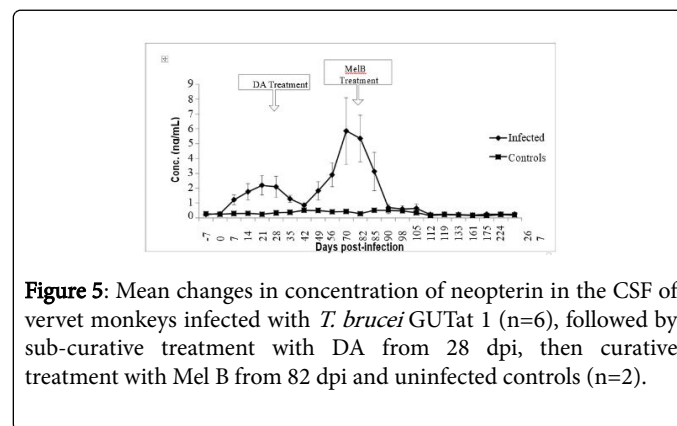 DA Treatment
MelB
Treatment
9
8
7
6
5
4
3
2
1
0
Conc. (ng/mL)
Infected
Controls
-7 0 7 14 21 28 35 42 49 56 70 82 85 90 98 105 112 119 133 161 175 224 26 7
Days post-infection
Figure 5: Mean changes in concentration of neopterin in the CSF of
vervet monkeys infected with T. brucei GUTat 1 (n=6), followed by
sub-curative treatment with DA from 28 dpi, then curative
treatment with Mel B from 82 dpi and uninfected controls (n=2).